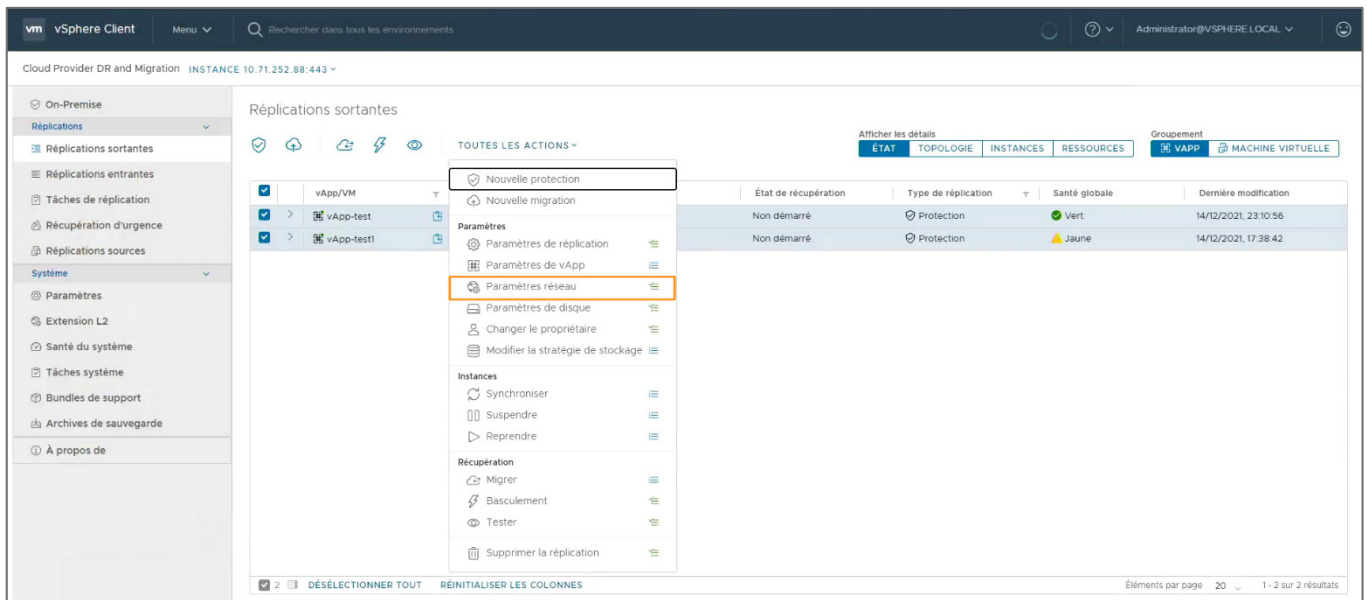 vm vSphere Client Menu Rechercher dans tous les environnements Administrator@VSPHERE.LOCAL
Cloud Provider DR and Migration INSTANCE 10.71.252.88:443
On-Premise
Réplications
Réplications sortantes
Réplications entrantes
Tâches de réplication
Récupération d'urgence
Réplications sources
Système
Paramètres
Extension L2
Santé du système
Tâches système
Bundles de support
Archives de sauvegarde
À propos de
Réplications sortantes
TOUTES LES ACTIONS
Afficher les détails
ÉTAT TOPOLOGIE INSTANCES RESSOURCES
Groupement
VAPP MACHINE VIRTUELLE
vApp/VM État de récupération Type de réplication Santé globale Dernière modification
vApp-test Non démarré Protection Vert 14/12/2021, 23:10:56
vApp-test1 Non démarré Protection Jaune 14/12/2021, 17:38:42
Nouvelle protection
Nouvelle migration
Paramètres
Paramètres de réplication
Paramètres de vApp
Paramètres réseau
Paramètres de disque
Changer le propriétaire
Modifier la stratégie de stockage
Instances
Synchroniser
Suspendre
Reprendre
Récupération
Migrer
Basculement
Tester
Supprimer la réplication
2 DÉSÉLECTIONNER TOUT RÉINITIALISER LES COLONNES Éléments par page 20 1 - 2 sur 2 résultats